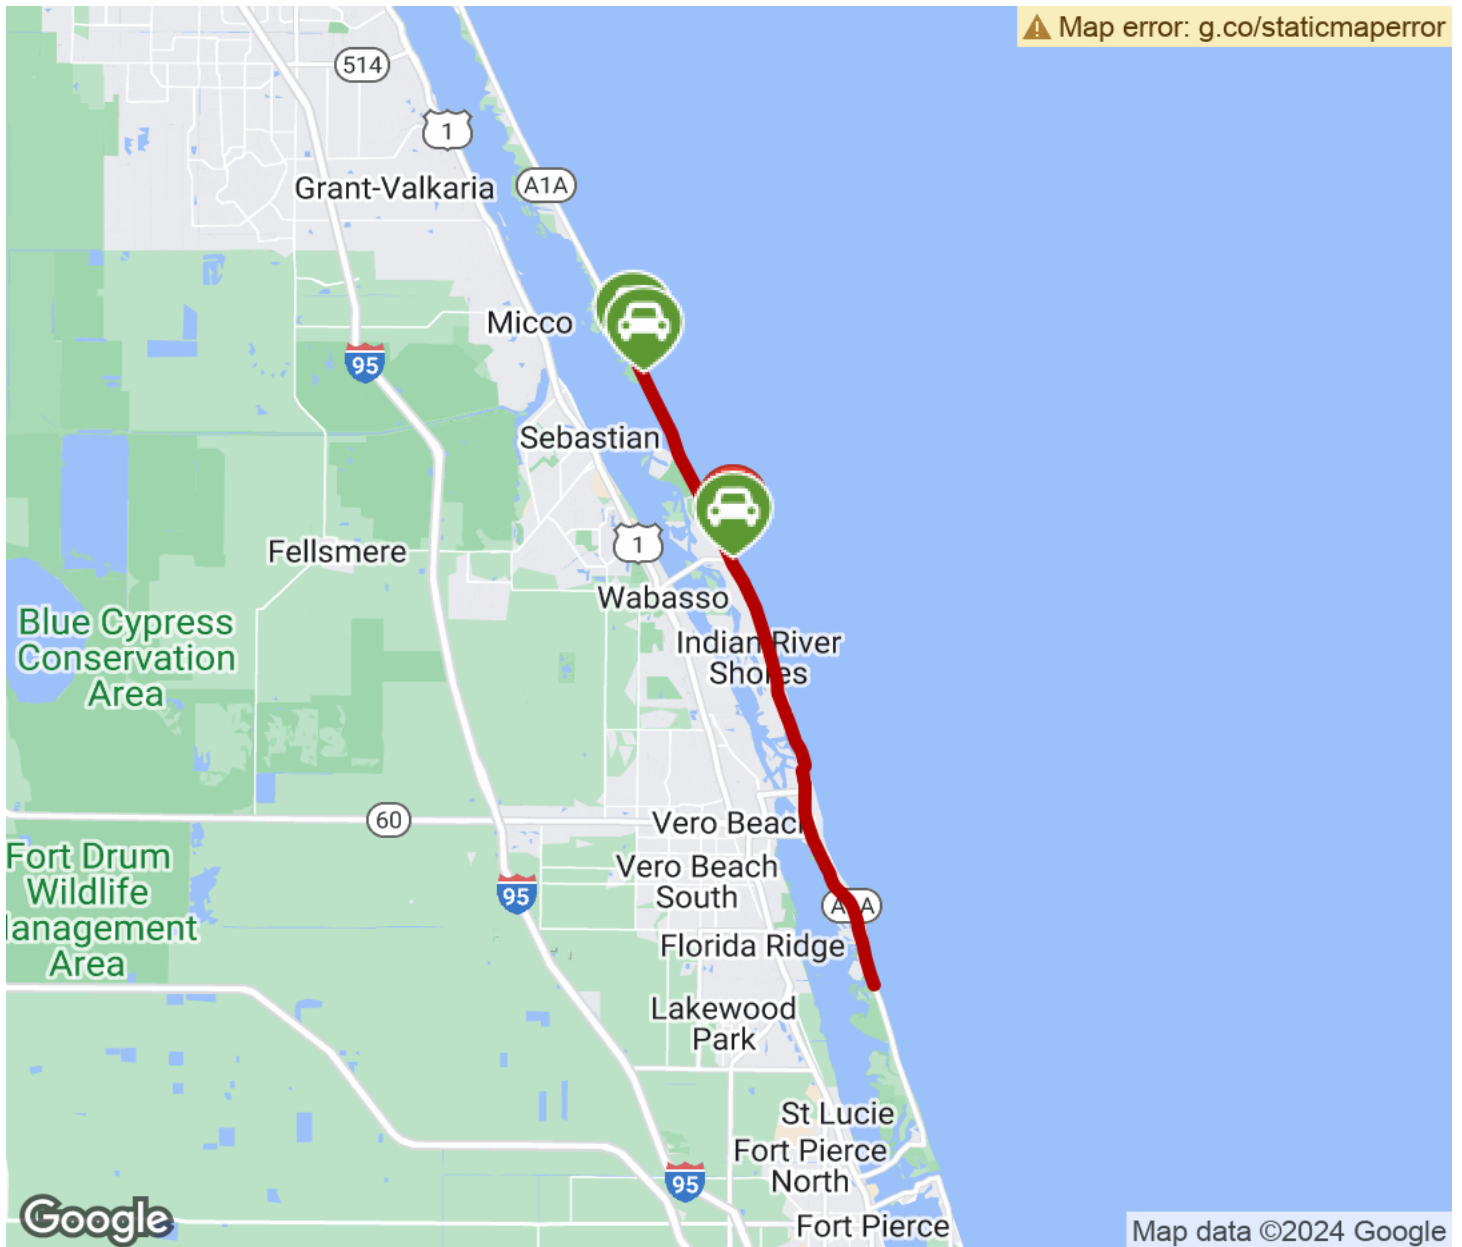 Map error: g.co/staticmaperror
514
1
Grant-Valkaria
A1A
Micco
95
Sebastian
1
Fellsmere
Wabasso
Blue Cypress
Conservation
Area
Indian River
Shores
60
Vero Beach
Fort Drum
Wildlife
Management
Area
Vero Beach
South
95
A1A
Florida Ridge
Lakewood
Park
St Lucie
Fort Pierce
North
95
Fort Pierce
Google
Map data ©2024 Google